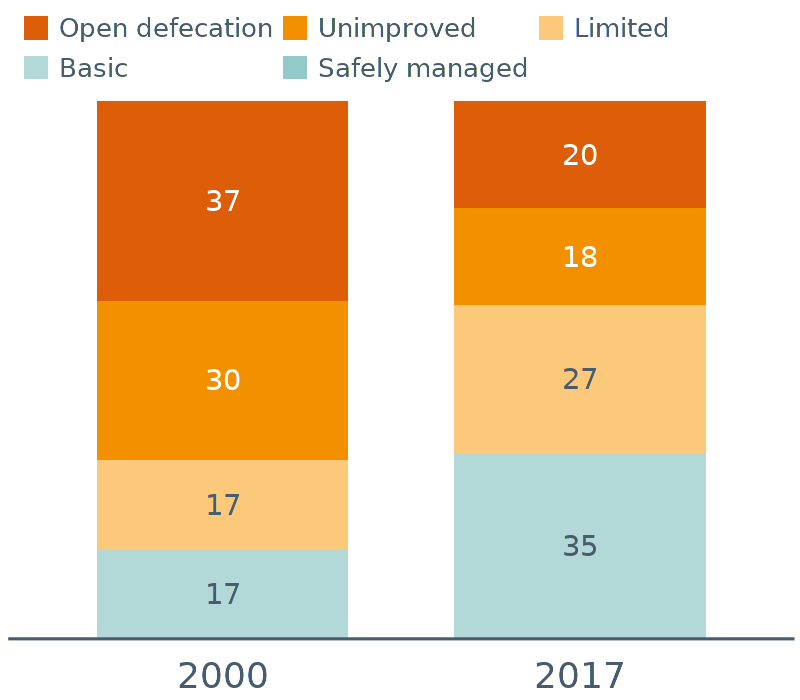 Open defecation Unimproved Limited
Basic Safely managed
37 20
30 18
17 27
17 35
2000 2017